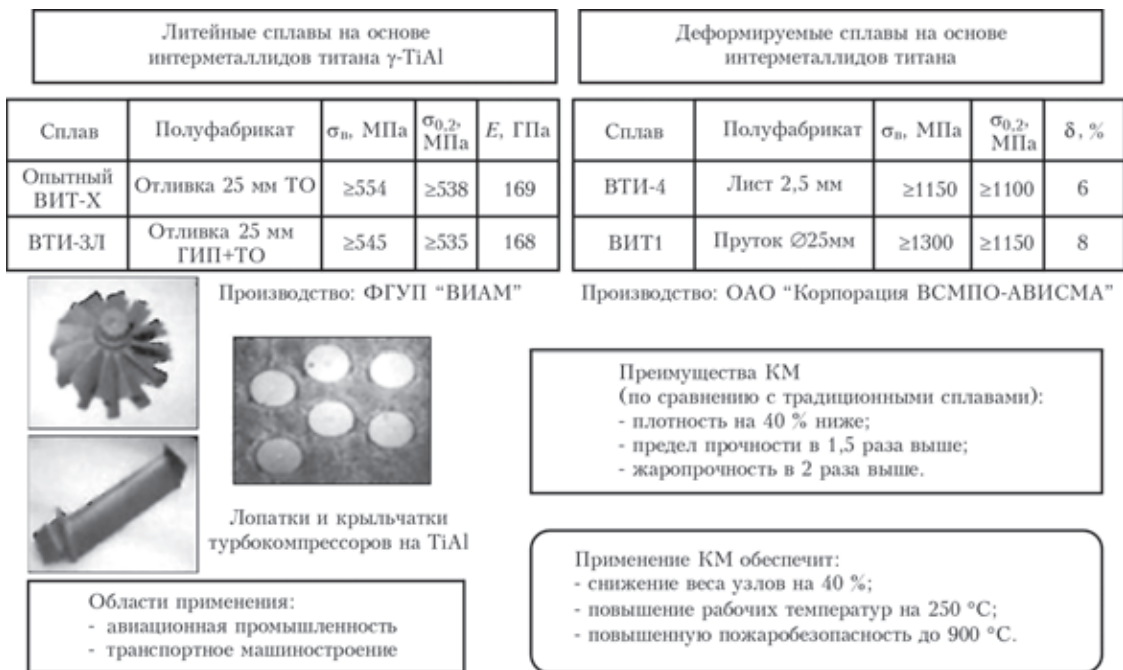 Литейные сплавы на основе
интерметаллидов титана γ-TiAl
Сплав Полуфабрикат σв, МПа σ0,2, МПа E, ГПа
Опытный ВИТ-Х Отливка 25 мм ТО ≥554 ≥538 169
ВТИ-3Л Отливка 25 мм ГИП+ТО ≥545 ≥535 168
Производство: ФГУП “ВИАМ”
Деформируемые сплавы на основе
интерметаллидов титана
Сплав Полуфабрикат σв, МПа σ0,2, МПа δ, %
ВТИ-4 Лист 2,5 мм ≥1150 ≥1100 6
ВИТ1 Пруток ∅25мм ≥1300 ≥1150 8
Производство: ОАО “Корпорация ВСМПО-АВИСМА”
Лопатки и крыльчатки
турбокомпрессоров на TiAl
Области применения:
- авиационная промышленность
- транспортное машиностроение
Преимущества КМ
(по сравнению с традиционными сплавами):
- плотность на 40 % ниже;
- предел прочности в 1,5 раза выше;
- жаропрочность в 2 раза выше.
Применение КМ обеспечит:
- снижение веса узлов на 40 %;
- повышение рабочих температур на 250 °С;
- повышенную пожаробезопасность до 900 °С.